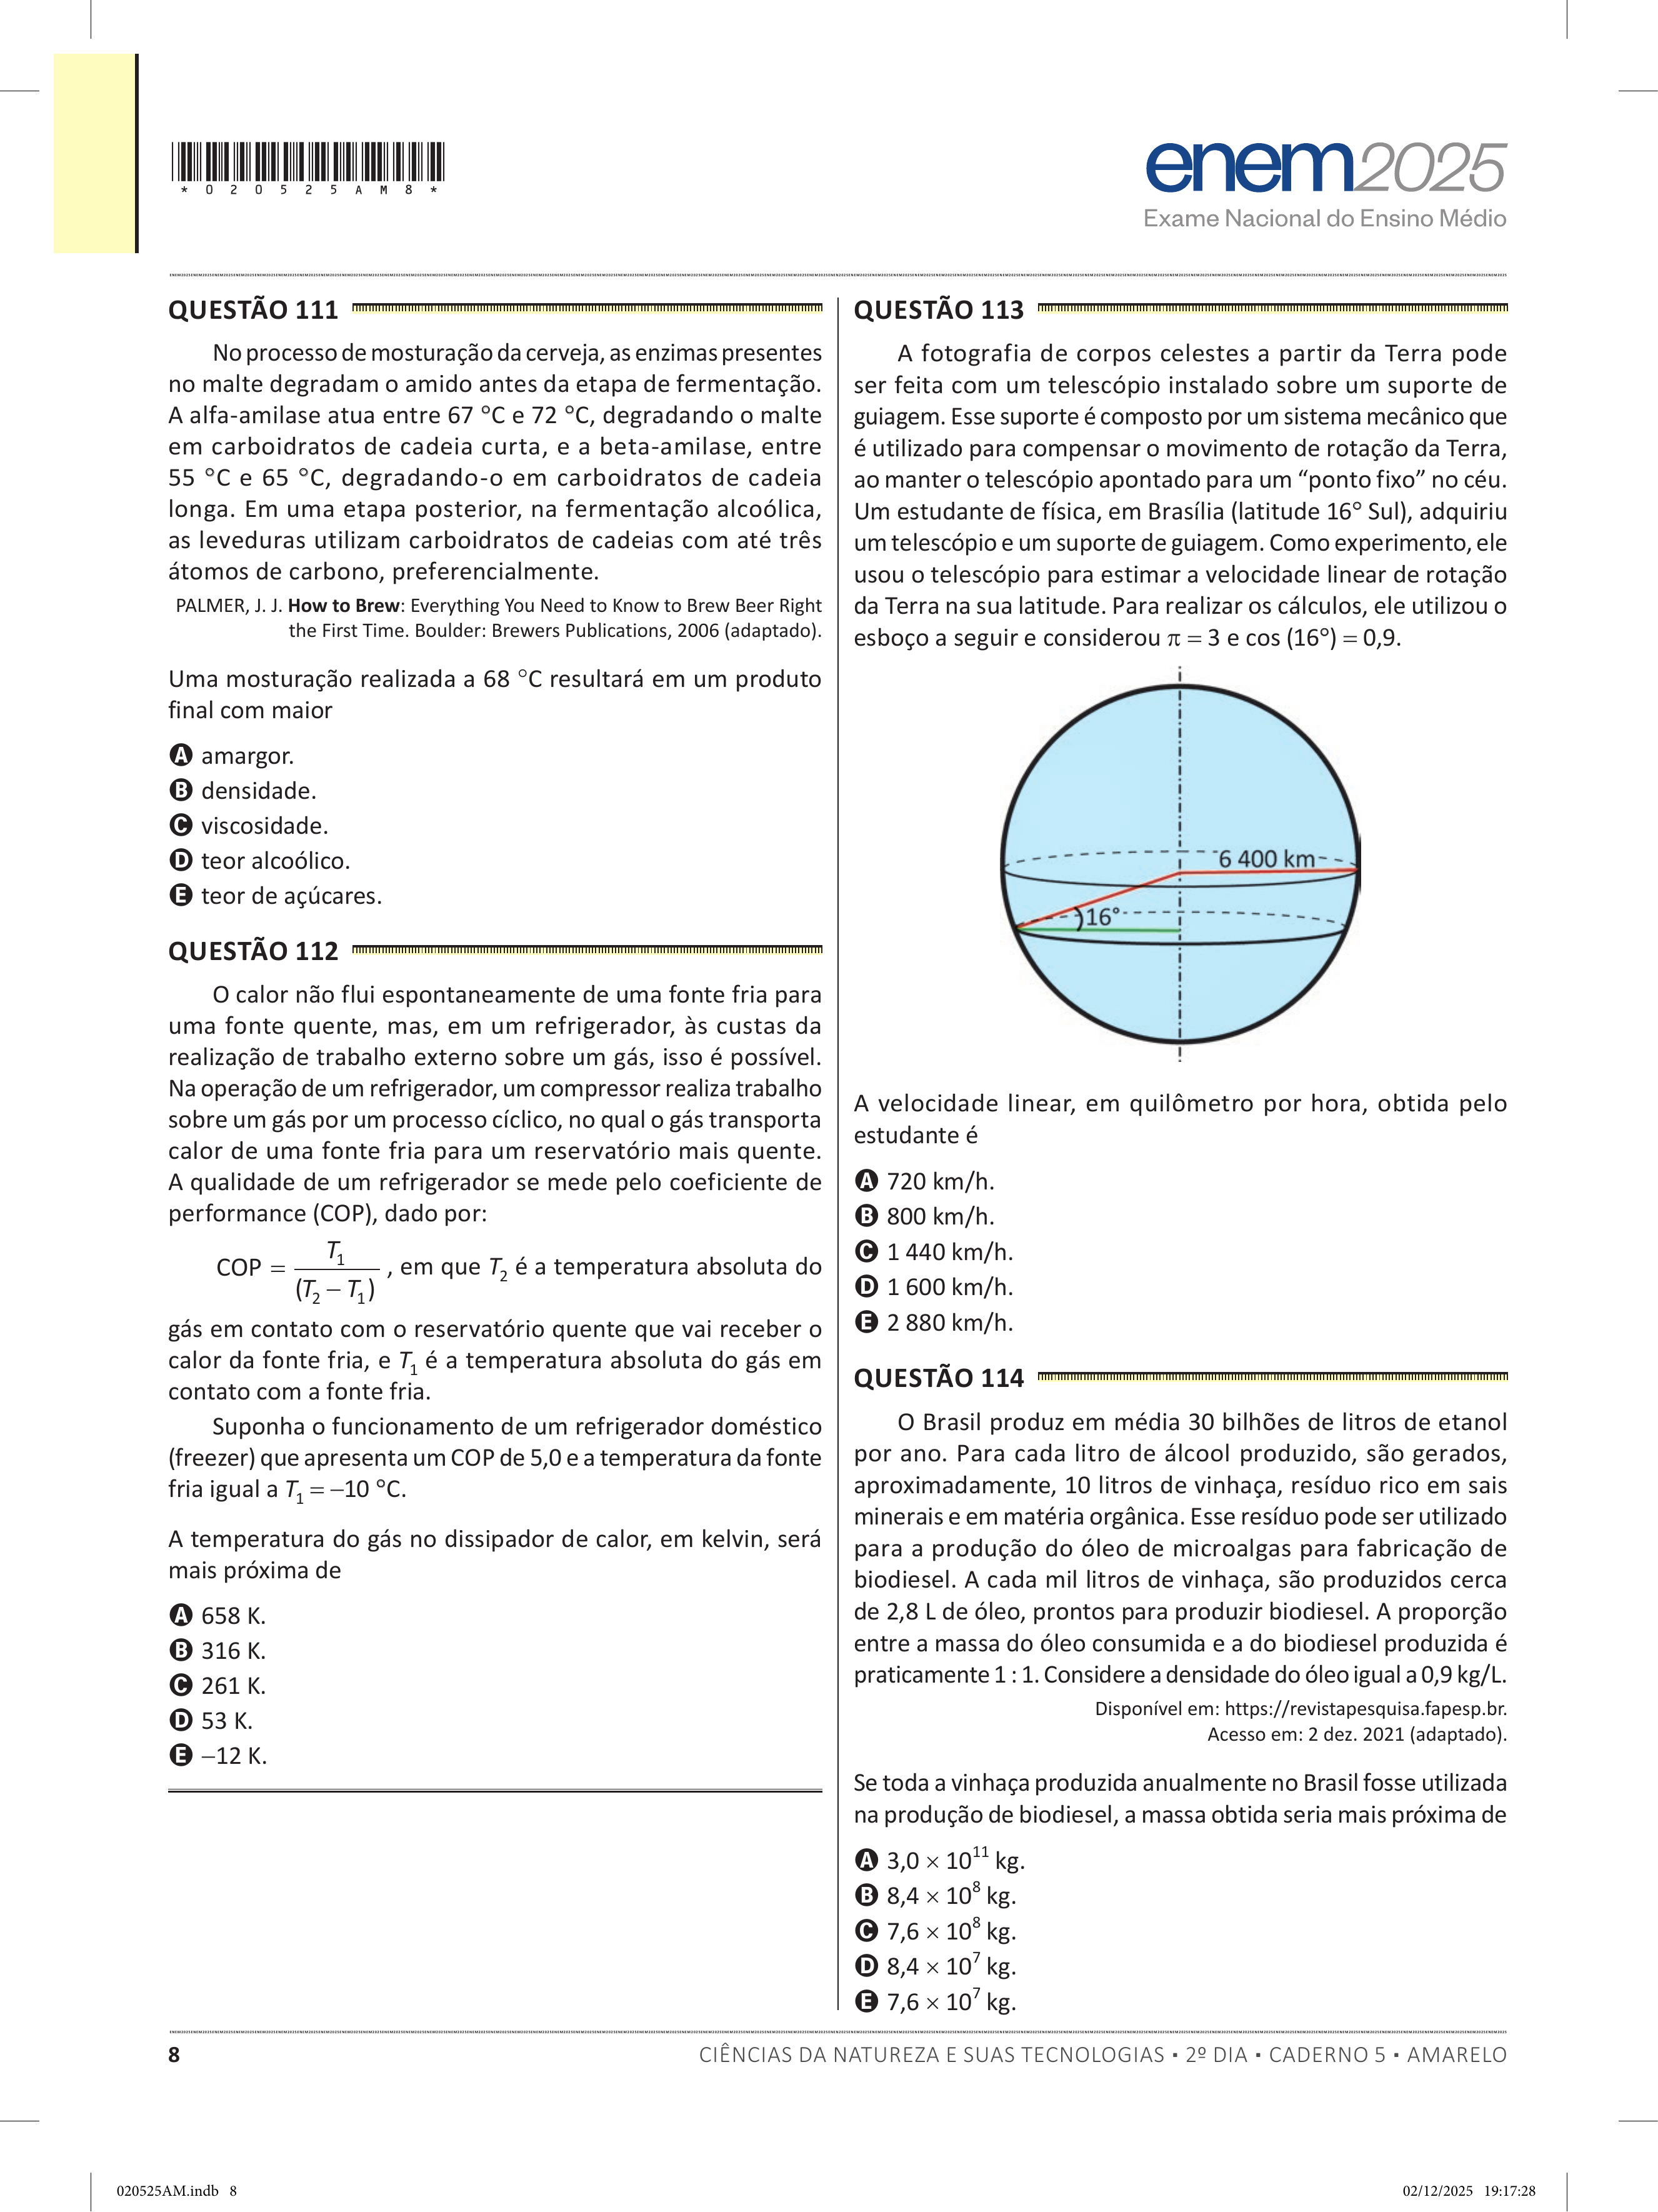 *020525AM8*
enem2025
Exame Nacional do Ensino Médio
QUESTÃO 111
No processo de mosturação da cerveja, as enzimas presentes
no malte degradam o amido antes da etapa de fermentação.
A alfa-amilase atua entre 67 °C e 72 °C, degradando o malte
em carboidratos de cadeia curta, e a beta-amilase, entre
55 °C e 65 °C, degradando-o em carboidratos de cadeia
longa. Em uma etapa posterior, na fermentação alcoólica,
as leveduras utilizam carboidratos de cadeias com até três
átomos de carbono, preferencialmente.
PALMER, J. J. How to Brew: Everything You Need to Know to Brew Beer Right
the First Time. Boulder: Brewers Publications, 2006 (adaptado).
Uma mosturação realizada a 68 °C resultará em um produto
final com maior
A amargor.
B densidade.
C viscosidade.
D teor alcoólico.
E teor de açúcares.
QUESTÃO 112
O calor não flui espontaneamente de uma fonte fria para
uma fonte quente, mas, em um refrigerador, às custas da
realização de trabalho externo sobre um gás, isso é possível.
Na operação de um refrigerador, um compressor realiza trabalho
sobre um gás por um processo cíclico, no qual o gás transporta
calor de uma fonte fria para um reservatório mais quente.
A qualidade de um refrigerador se mede pelo coeficiente de
performance (COP), dado por:
COP = T₁ / (T₂ – T₁) , em que T₂ é a temperatura absoluta do
gás em contato com o reservatório quente que vai receber o
calor da fonte fria, e T₁ é a temperatura absoluta do gás em
contato com a fonte fria.
Suponha o funcionamento de um refrigerador doméstico
(freezer) que apresenta um COP de 5,0 e a temperatura da fonte
fria igual a T₁ = –10 °C.
A temperatura do gás no dissipador de calor, em kelvin, será
mais próxima de
A 658 K.
B 316 K.
C 261 K.
D 53 K.
E –12 K.
QUESTÃO 113
A fotografia de corpos celestes a partir da Terra pode
ser feita com um telescópio instalado sobre um suporte de
guiagem. Esse suporte é composto por um sistema mecânico que
é utilizado para compensar o movimento de rotação da Terra,
ao manter o telescópio apontado para um “ponto fixo” no céu.
Um estudante de física, em Brasília (latitude 16° Sul), adquiriu
um telescópio e um suporte de guiagem. Como experimento, ele
usou o telescópio para estimar a velocidade linear de rotação
da Terra na sua latitude. Para realizar os cálculos, ele utilizou o
esboço a seguir e considerou π = 3 e cos (16°) = 0,9.
6 400 km
16°
A velocidade linear, em quilômetro por hora, obtida pelo
estudante é
A 720 km/h.
B 800 km/h.
C 1 440 km/h.
D 1 600 km/h.
E 2 880 km/h.
QUESTÃO 114
O Brasil produz em média 30 bilhões de litros de etanol
por ano. Para cada litro de álcool produzido, são gerados,
aproximadamente, 10 litros de vinhaça, resíduo rico em sais
minerais e em matéria orgânica. Esse resíduo pode ser utilizado
para a produção do óleo de microalgas para fabricação de
biodiesel. A cada mil litros de vinhaça, são produzidos cerca
de 2,8 L de óleo, prontos para produzir biodiesel. A proporção
entre a massa do óleo consumida e a do biodiesel produzida é
praticamente 1 : 1. Considere a densidade do óleo igual a 0,9 kg/L.
Disponível em: https://revistapesquisa.fapesp.br.
Acesso em: 2 dez. 2021 (adaptado).
Se toda a vinhaça produzida anualmente no Brasil fosse utilizada
na produção de biodiesel, a massa obtida seria mais próxima de
A 3,0 × 10¹¹ kg.
B 8,4 × 10⁸ kg.
C 7,6 × 10⁸ kg.
D 8,4 × 10⁷ kg.
E 7,6 × 10⁷ kg.
8
CIÊNCIAS DA NATUREZA E SUAS TECNOLOGIAS ▪ 2º DIA ▪ CADERNO 5 ▪ AMARELO
020525AM.indb 8
02/12/2025 19:17:28